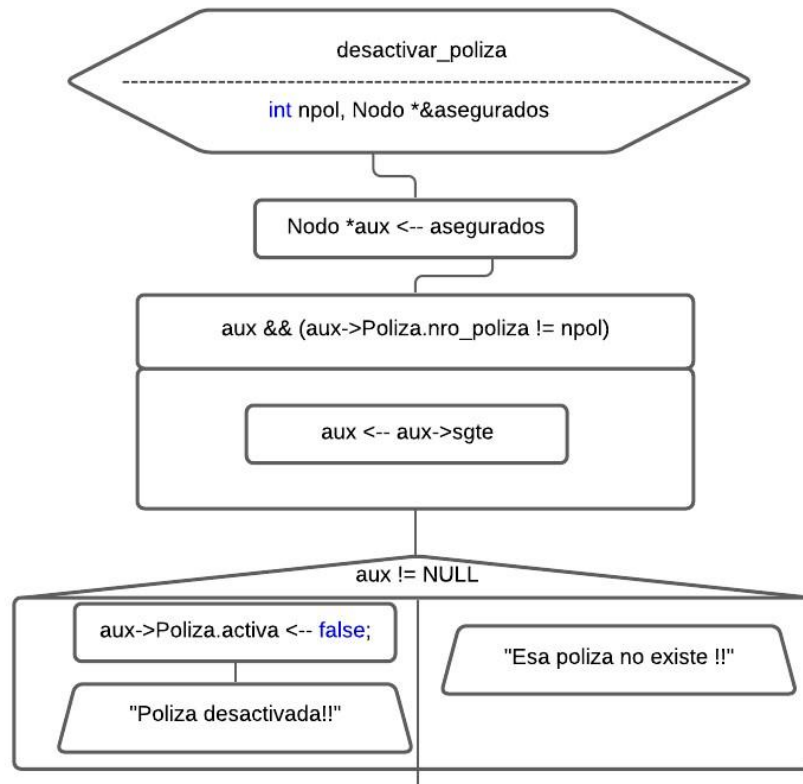 desactivar_poliza
int npol, Nodo *&asegurados
Nodo *aux <-- asegurados
aux && (aux->Poliza.nro_poliza != npol)
aux <-- aux->sgte
aux != NULL
aux->Poliza.activa <-- false;
"Poliza desactivada!!"
"Esa poliza no existe !!"